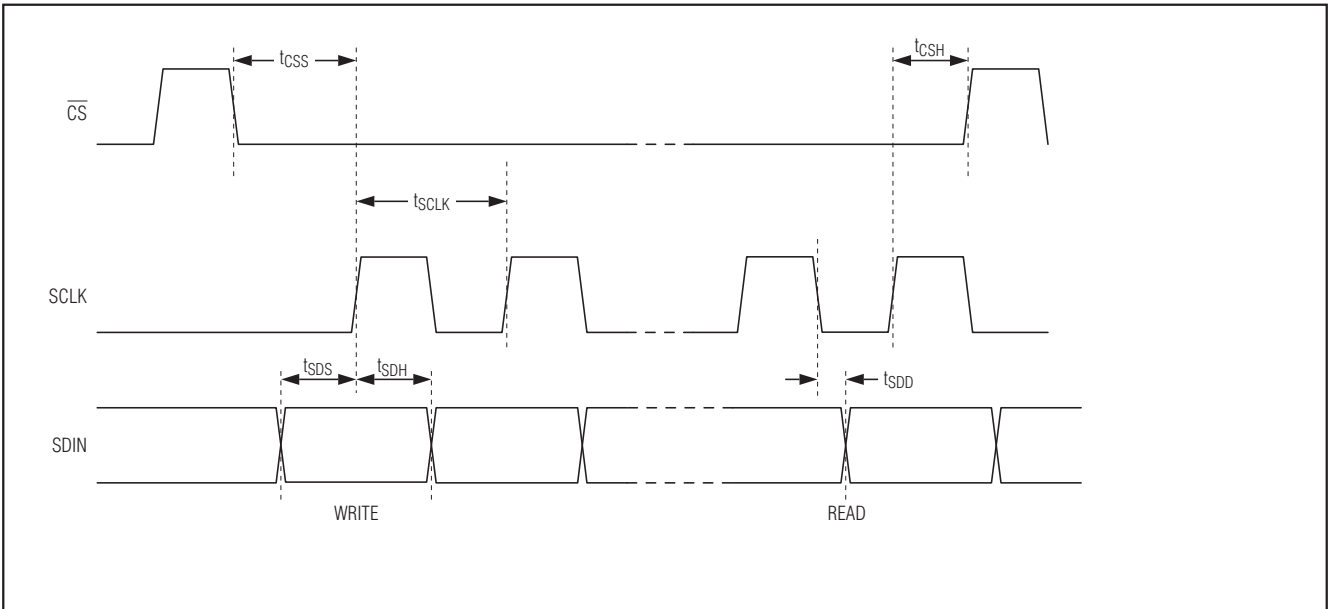 tCSS
tCSH
CS
tSCLK
SCLK
tSDS
tSDH
tSDD
SDIN
WRITE
READ